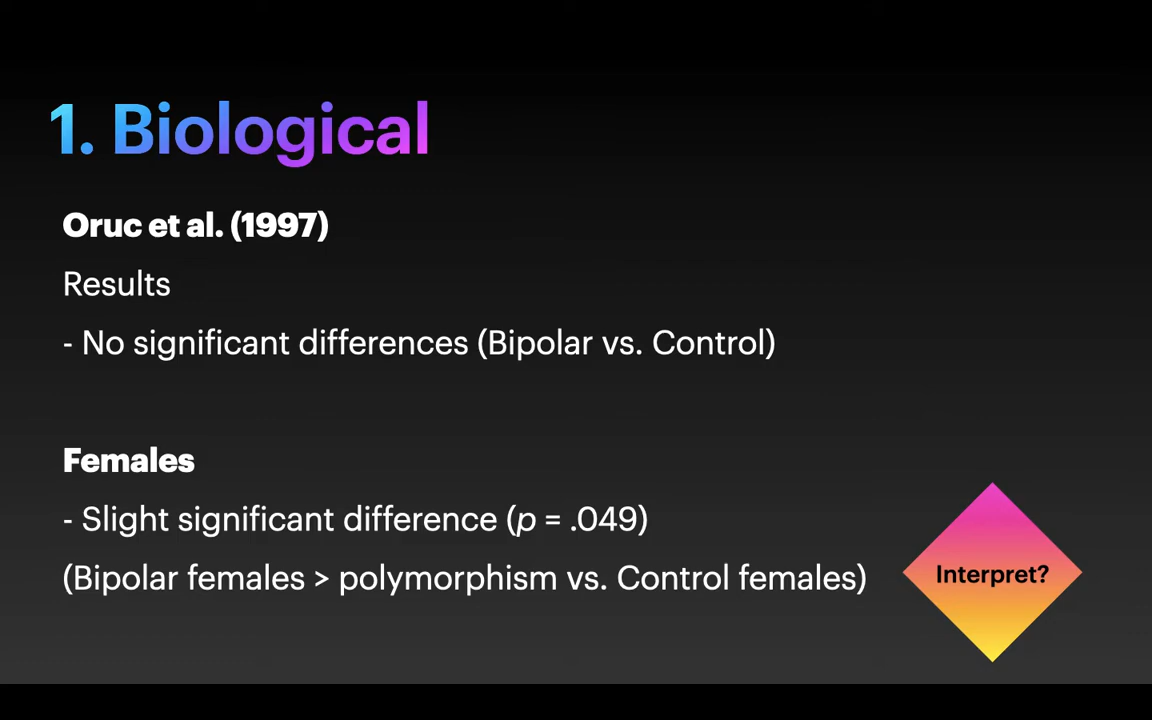 1. Biological
Oruc et al. (1997)
Results
- No significant differences (Bipolar vs. Control)
Females
- Slight significant difference (p = .049)
(Bipolar females > polymorphism vs. Control females)
Interpret?